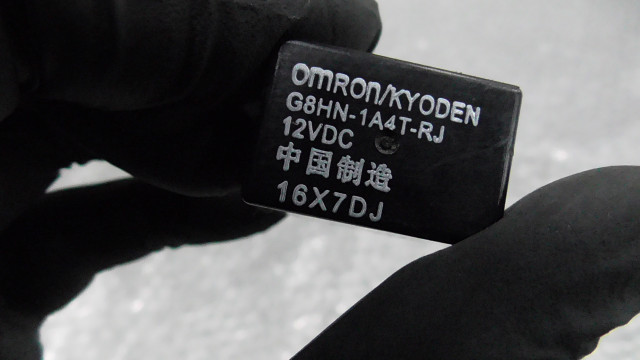 OMRON/KYODEN
G8HN-1A4T-RJ
12VDC
中国制造
16X7DJ